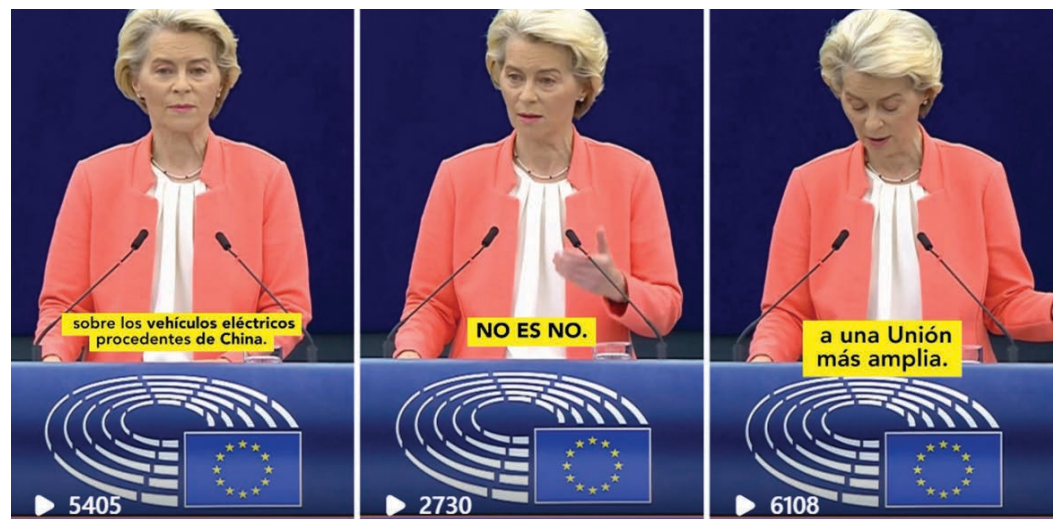 sobre los vehículos eléctricos
procedentes de China.
5405
NO ES NO.
2730
a una Unión
más amplia.
6108